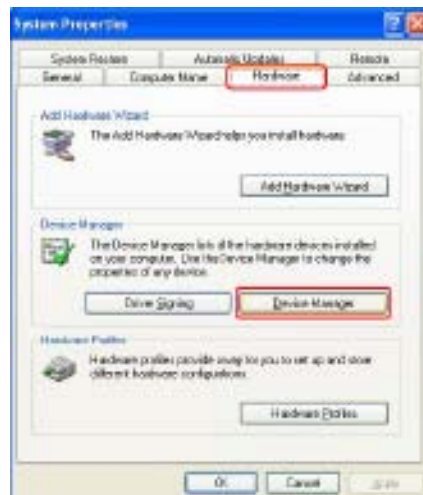 System Properties
System Restore Automatic Updates Remote
General Computer Name Hardware Advanced
Add Hardware Wizard
The Add Hardware Wizard helps you install hardware.
Add Hardware Wizard
Device Manager
The Device Manager lists all the hardware devices installed
on your computer. Use the Device Manager to change the
properties of any device.
Driver Signing Device Manager
Hardware Profiles
Hardware profiles provide a way for you to set up and store
different hardware configurations.
Hardware Profiles
OK Cancel Apply